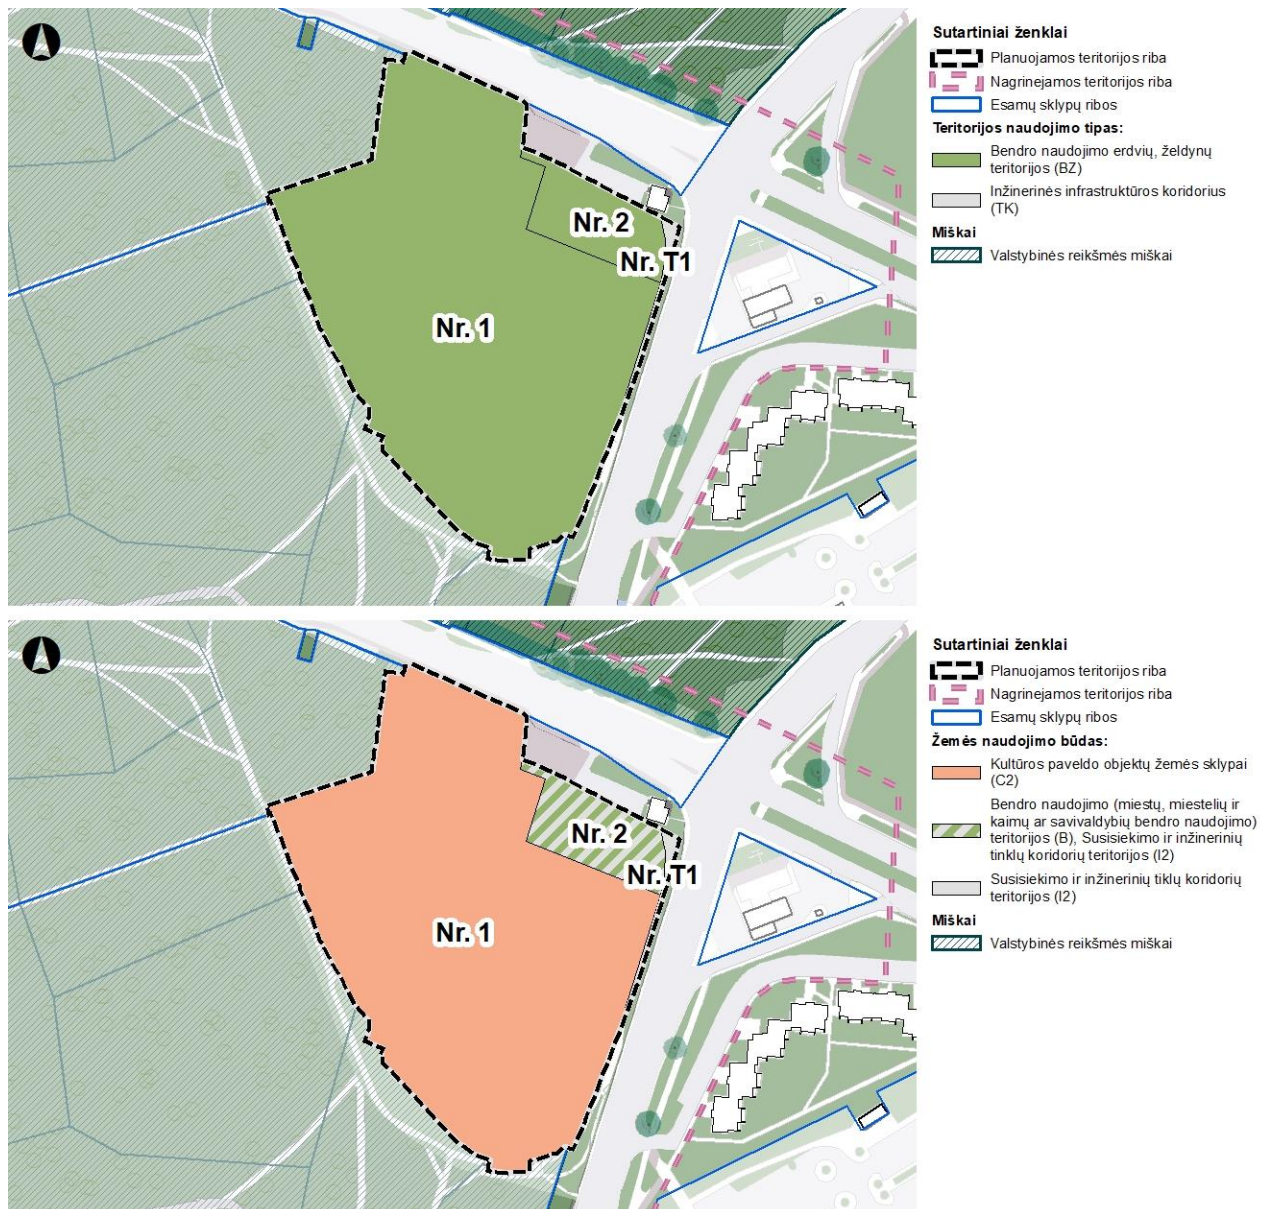 Sutartiniai ženklai
Planuojamos teritorijos riba
Nagrinejamos teritorijos riba
Esamų sklypų ribos
Teritorijos naudojimo tipas:
Bendro naudojimo erdvių, želdynų
teritorijos (BZ)
Inžinerinės infrastruktūros koridorius
(TK)
Miškai
Valstybinės reikšmės miškai
Nr. 2
Nr. T1
Nr. 1
Sutartiniai ženklai
Planuojamos teritorijos riba
Nagrinejamos teritorijos riba
Esamų sklypų ribos
Žemės naudojimo būdas:
Kultūros paveldo objektų žemės sklypai
(C2)
Bendro naudojimo (miestų, miestelių ir
kaimų ar savivaldybių bendro naudojimo)
teritorijos (B), Susisiekimo ir inžinerinių
tinklų koridorių teritorijos (I2)
Susisiekimo ir inžinerinių tiklų koridorių
teritorijos (I2)
Miškai
Valstybinės reikšmės miškai
Nr. 2
Nr. T1
Nr. 1